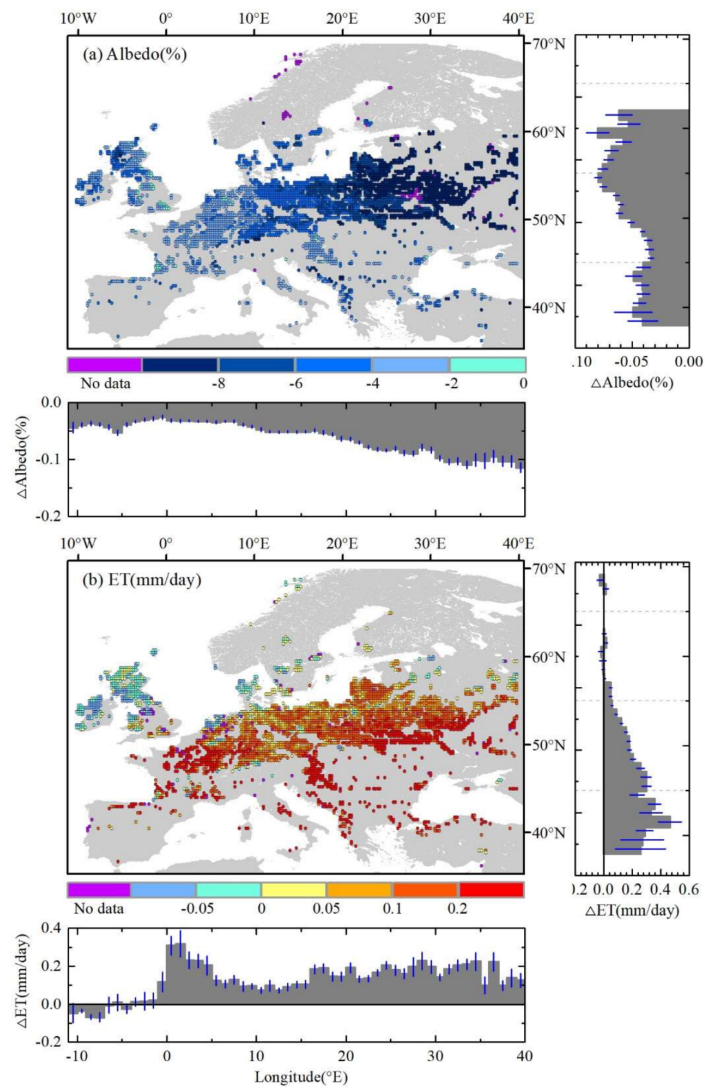 10°W 0° 10°E 20°E 30°E 40°E
(a) Albedo(%)
70°N
60°N
50°N
40°N
No data -8 -6 -4 -2 0
.10 -0.05 0.00
△Albedo(%)
0.0
-0.1
-0.2
△Albedo(%)
10°W 0° 10°E 20°E 30°E 40°E
(b) ET(mm/day)
70°N
60°N
50°N
40°N
No data -0.05 0 0.05 0.1 0.2
).2 0.0 0.2 0.4 0.6
△ET(mm/day)
0.4
0.2
0.0
-0.2
△ET(mm/day)
-10 0 10 20 30 40
Longitude(°E)